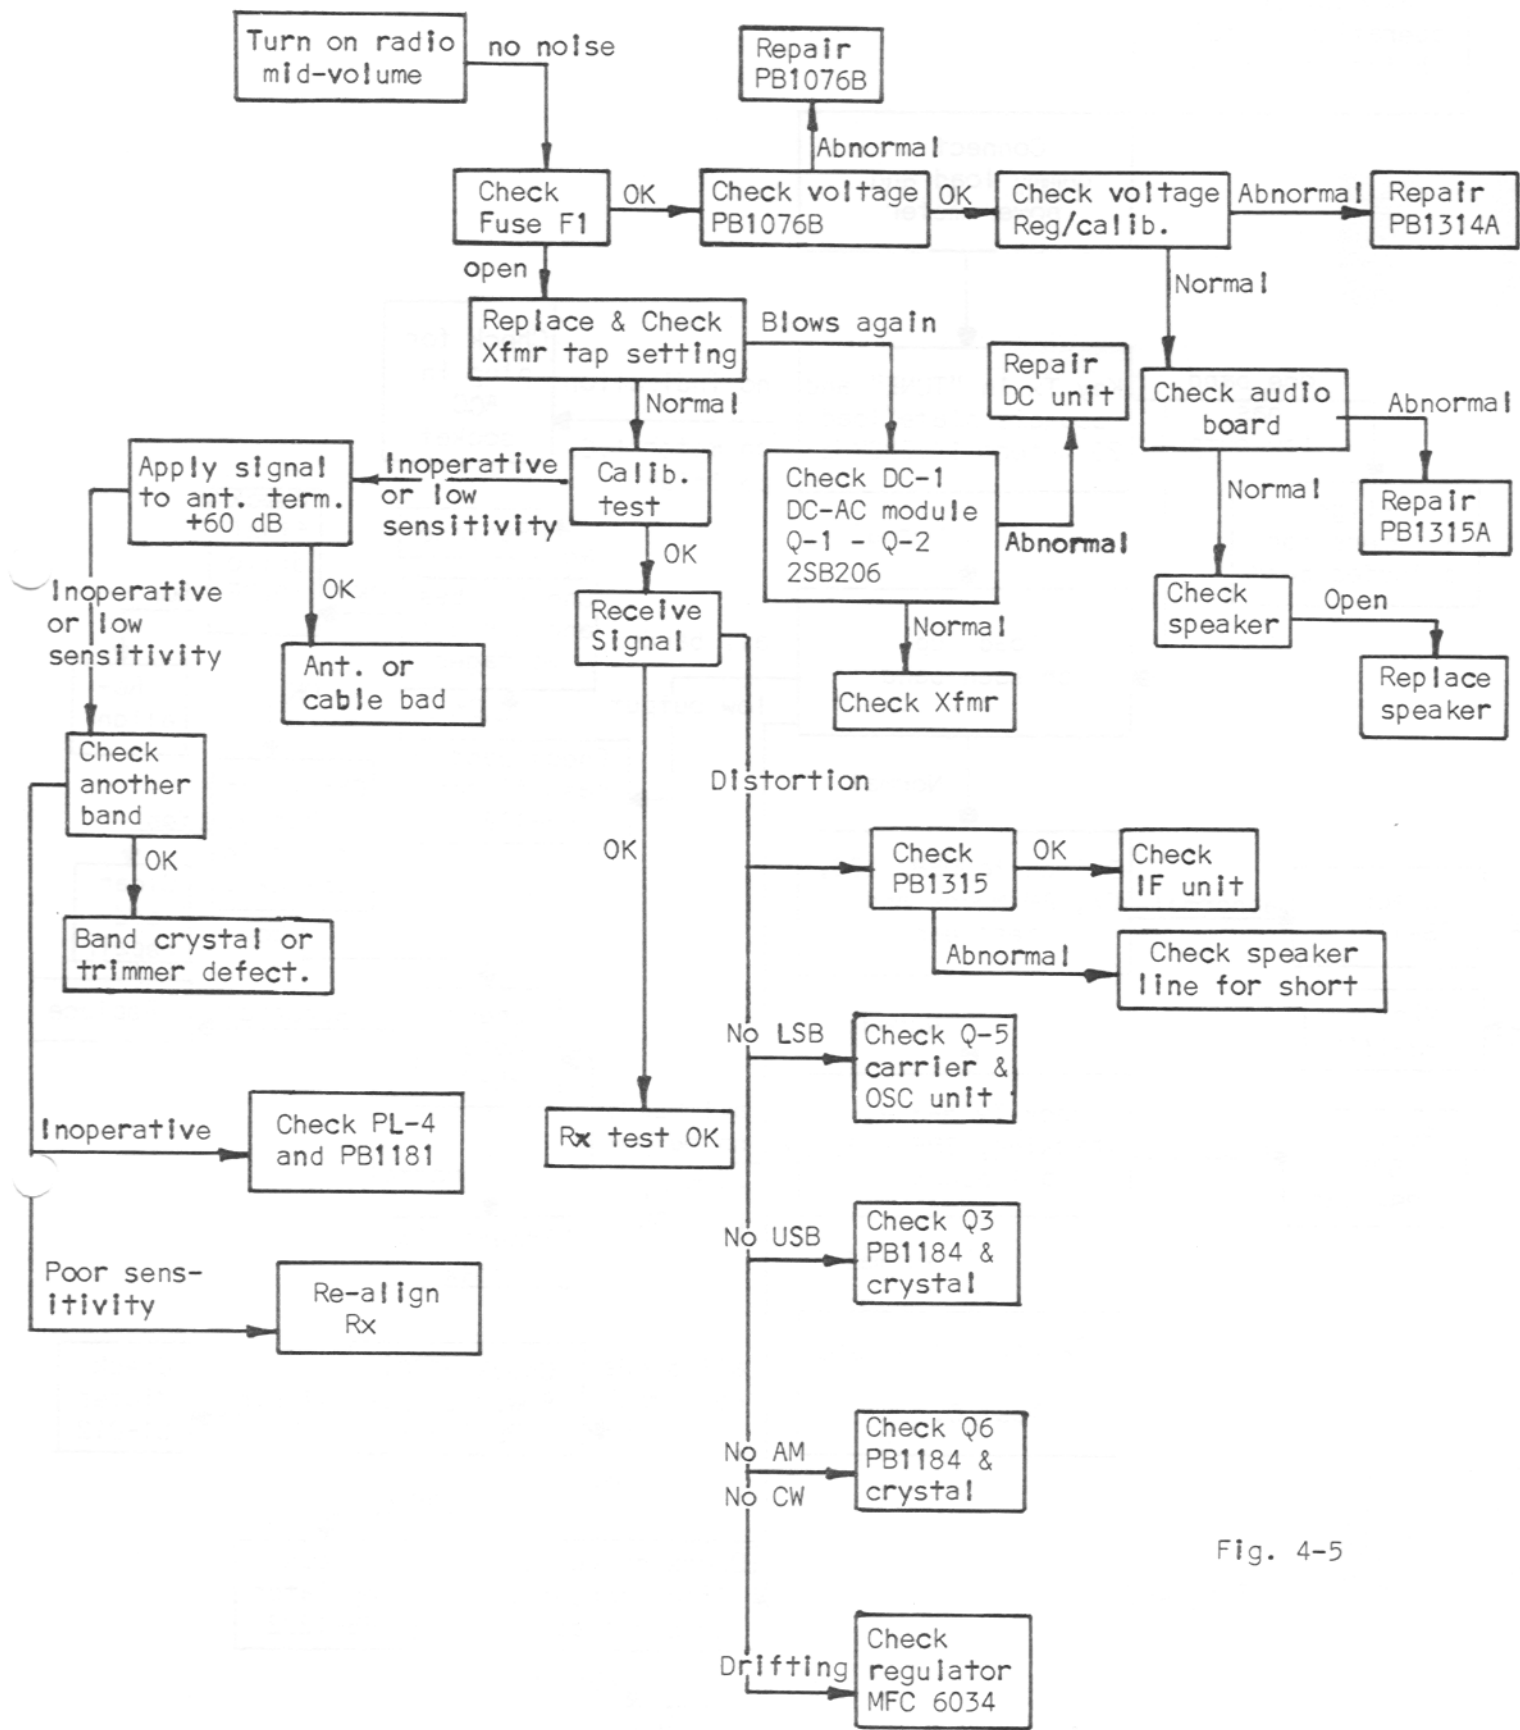 Turn on radio
mid-volume
no noise
Repair
PB1076B
Abnormal
Check
Fuse F1
OK
Check voltage
PB1076B
OK
Check voltage
Reg/calib.
Abnormal
Repair
PB1314A
open
Normal
Replace & Check
Xfmr tap setting
Blows again
Repair
DC unit
Check audio
board
Abnormal
Normal
Apply signal
to ant. term.
+60 dB
Inoperative
or low
sensitivity
Calib.
test
Check DC-1
DC-AC module
Q-1 - Q-2
2SB206
Abnormal
Normal
Repair
PB1315A
OK
Inoperative
or low
sensitivity
OK
Receive
Signal
Check
speaker
Open
Normal
Ant. or
cable bad
Check Xfmr
Replace
speaker
Check
another
band
Distortion
OK
OK
Check
PB1315
OK
Check
IF unit
Band crystal or
trimmer defect.
Abnormal
Check speaker
line for short
No LSB
Check Q-5
carrier &
OSC unit
Inoperative
Check PL-4
and PB1181
Rx test OK
No USB
Check Q3
PB1184 &
crystal
Poor sens-
itivity
Re-align
Rx
No AM
No CW
Check Q6
PB1184 &
crystal
Fig. 4-5
Drifting
Check
regulator
MFC 6034